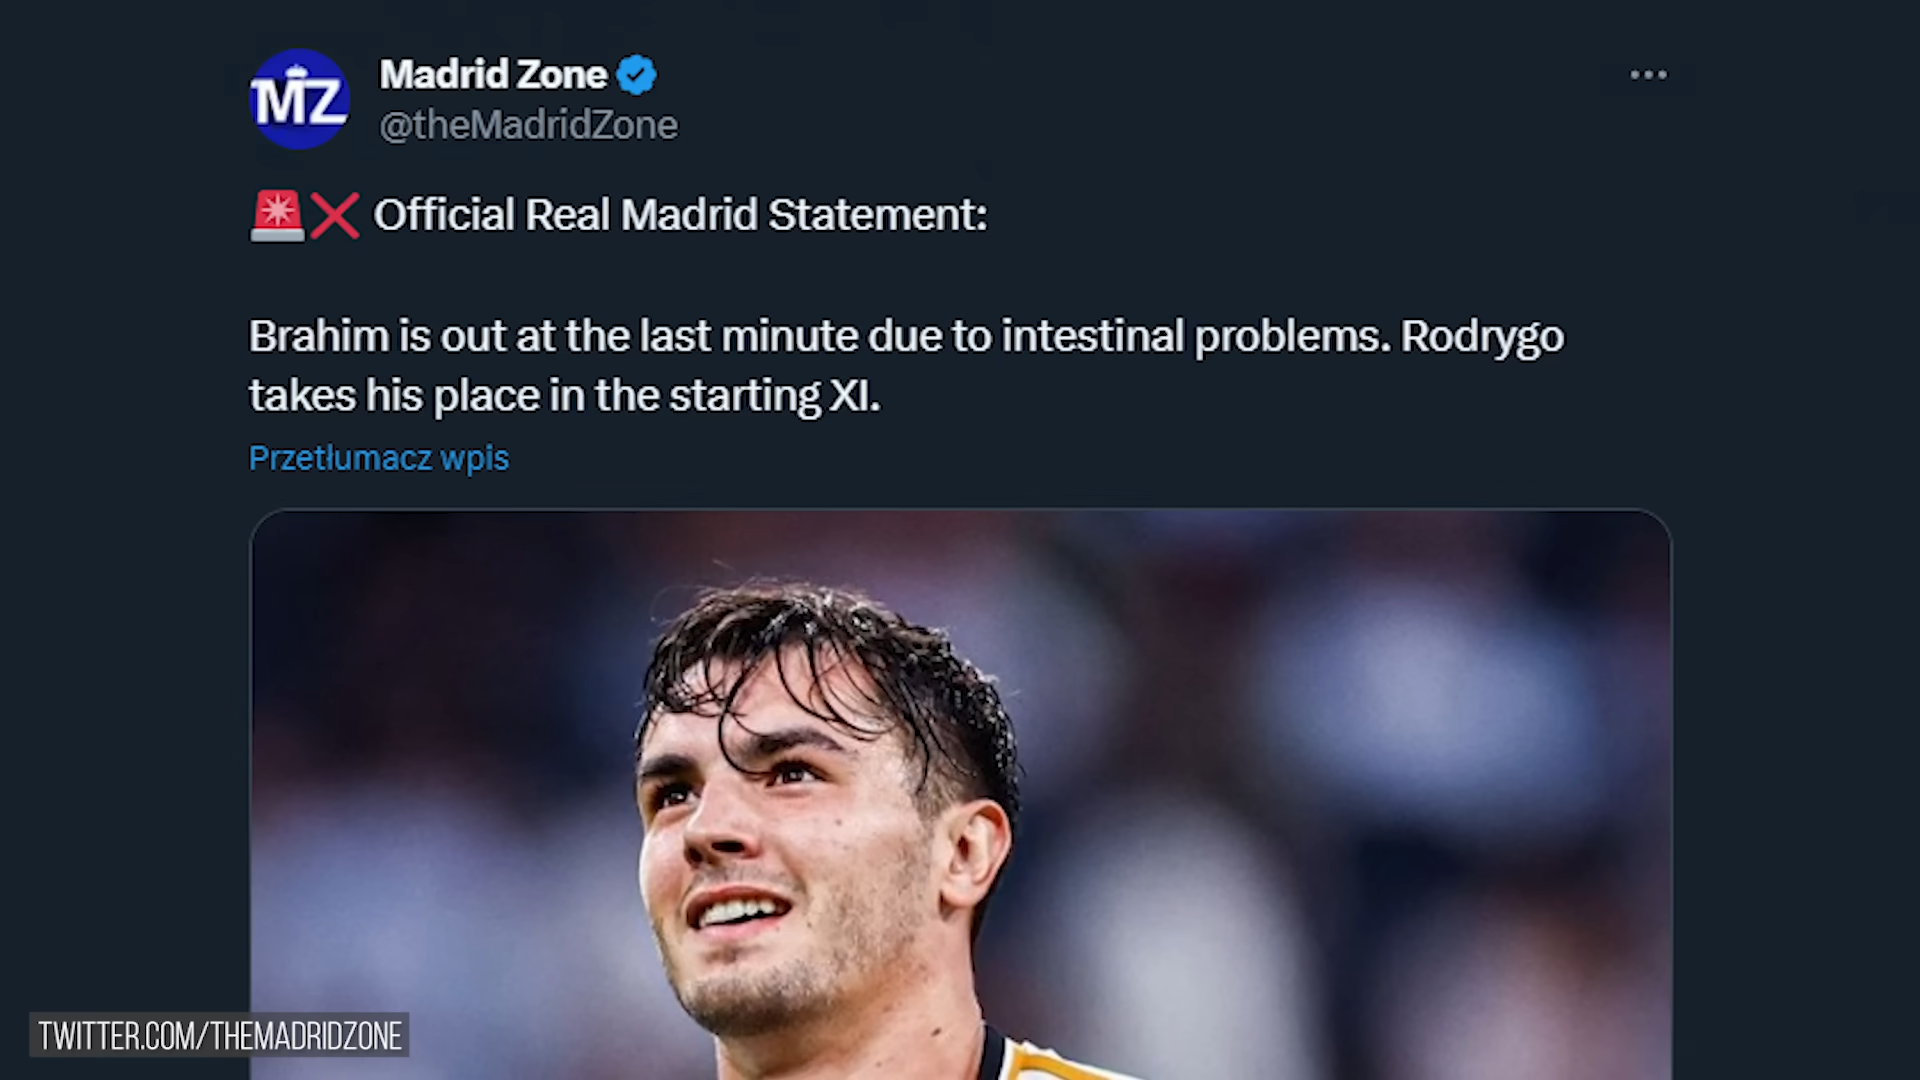 MZ
Madrid Zone
@theMadridZone
🚨❌ Official Real Madrid Statement:
Brahim is out at the last minute due to intestinal problems. Rodrygo
takes his place in the starting XI.
Przetłumacz wpis
TWITTER.COM/THEMADRIDZONE